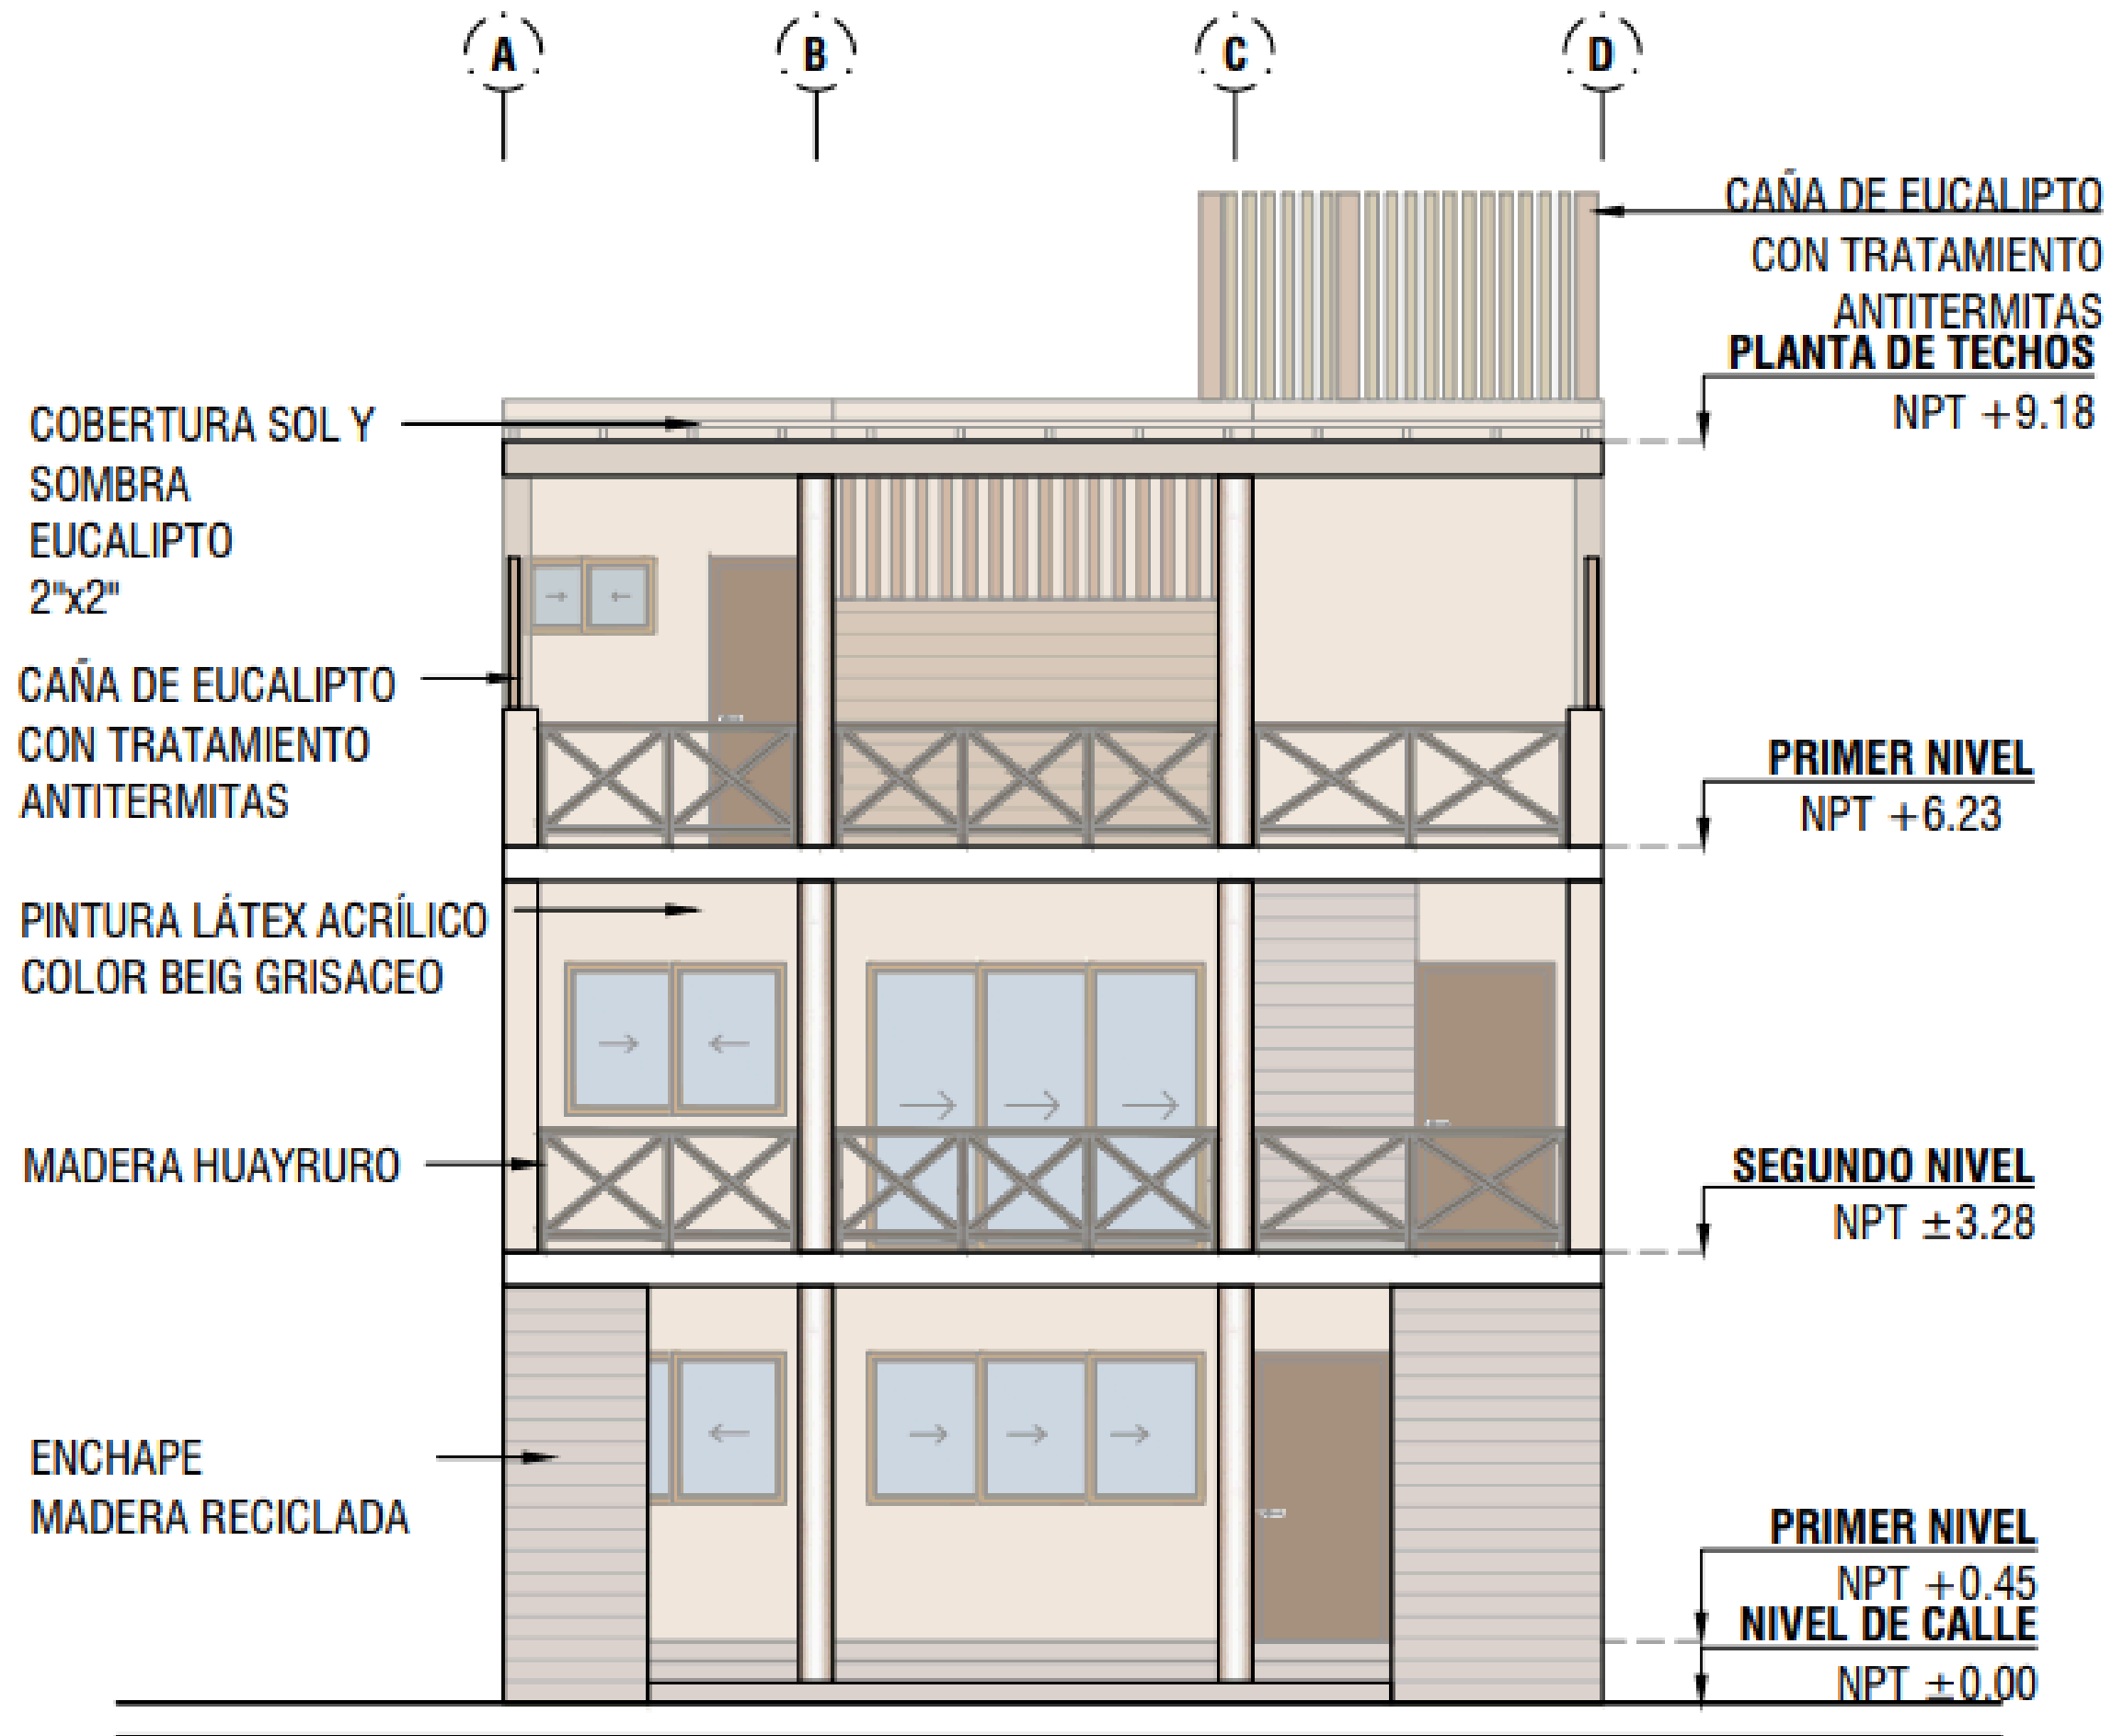 A
B
C
D
CAÑA DE EUCALIPTO
CON TRATAMIENTO
ANTITERMITAS
PLANTA DE TECHOS
NPT +9.18
COBERTURA SOL Y
SOMBRA
EUCALIPTO
2"x2"
CAÑA DE EUCALIPTO
CON TRATAMIENTO
ANTITERMITAS
PRIMER NIVEL
NPT +6.23
PINTURA LÁTEX ACRÍLICO
COLOR BEIG GRISACEO
MADERA HUAYRURO
SEGUNDO NIVEL
NPT ±3.28
ENCHAPE
MADERA RECICLADA
PRIMER NIVEL
NPT +0.45
NIVEL DE CALLE
NPT ±0.00